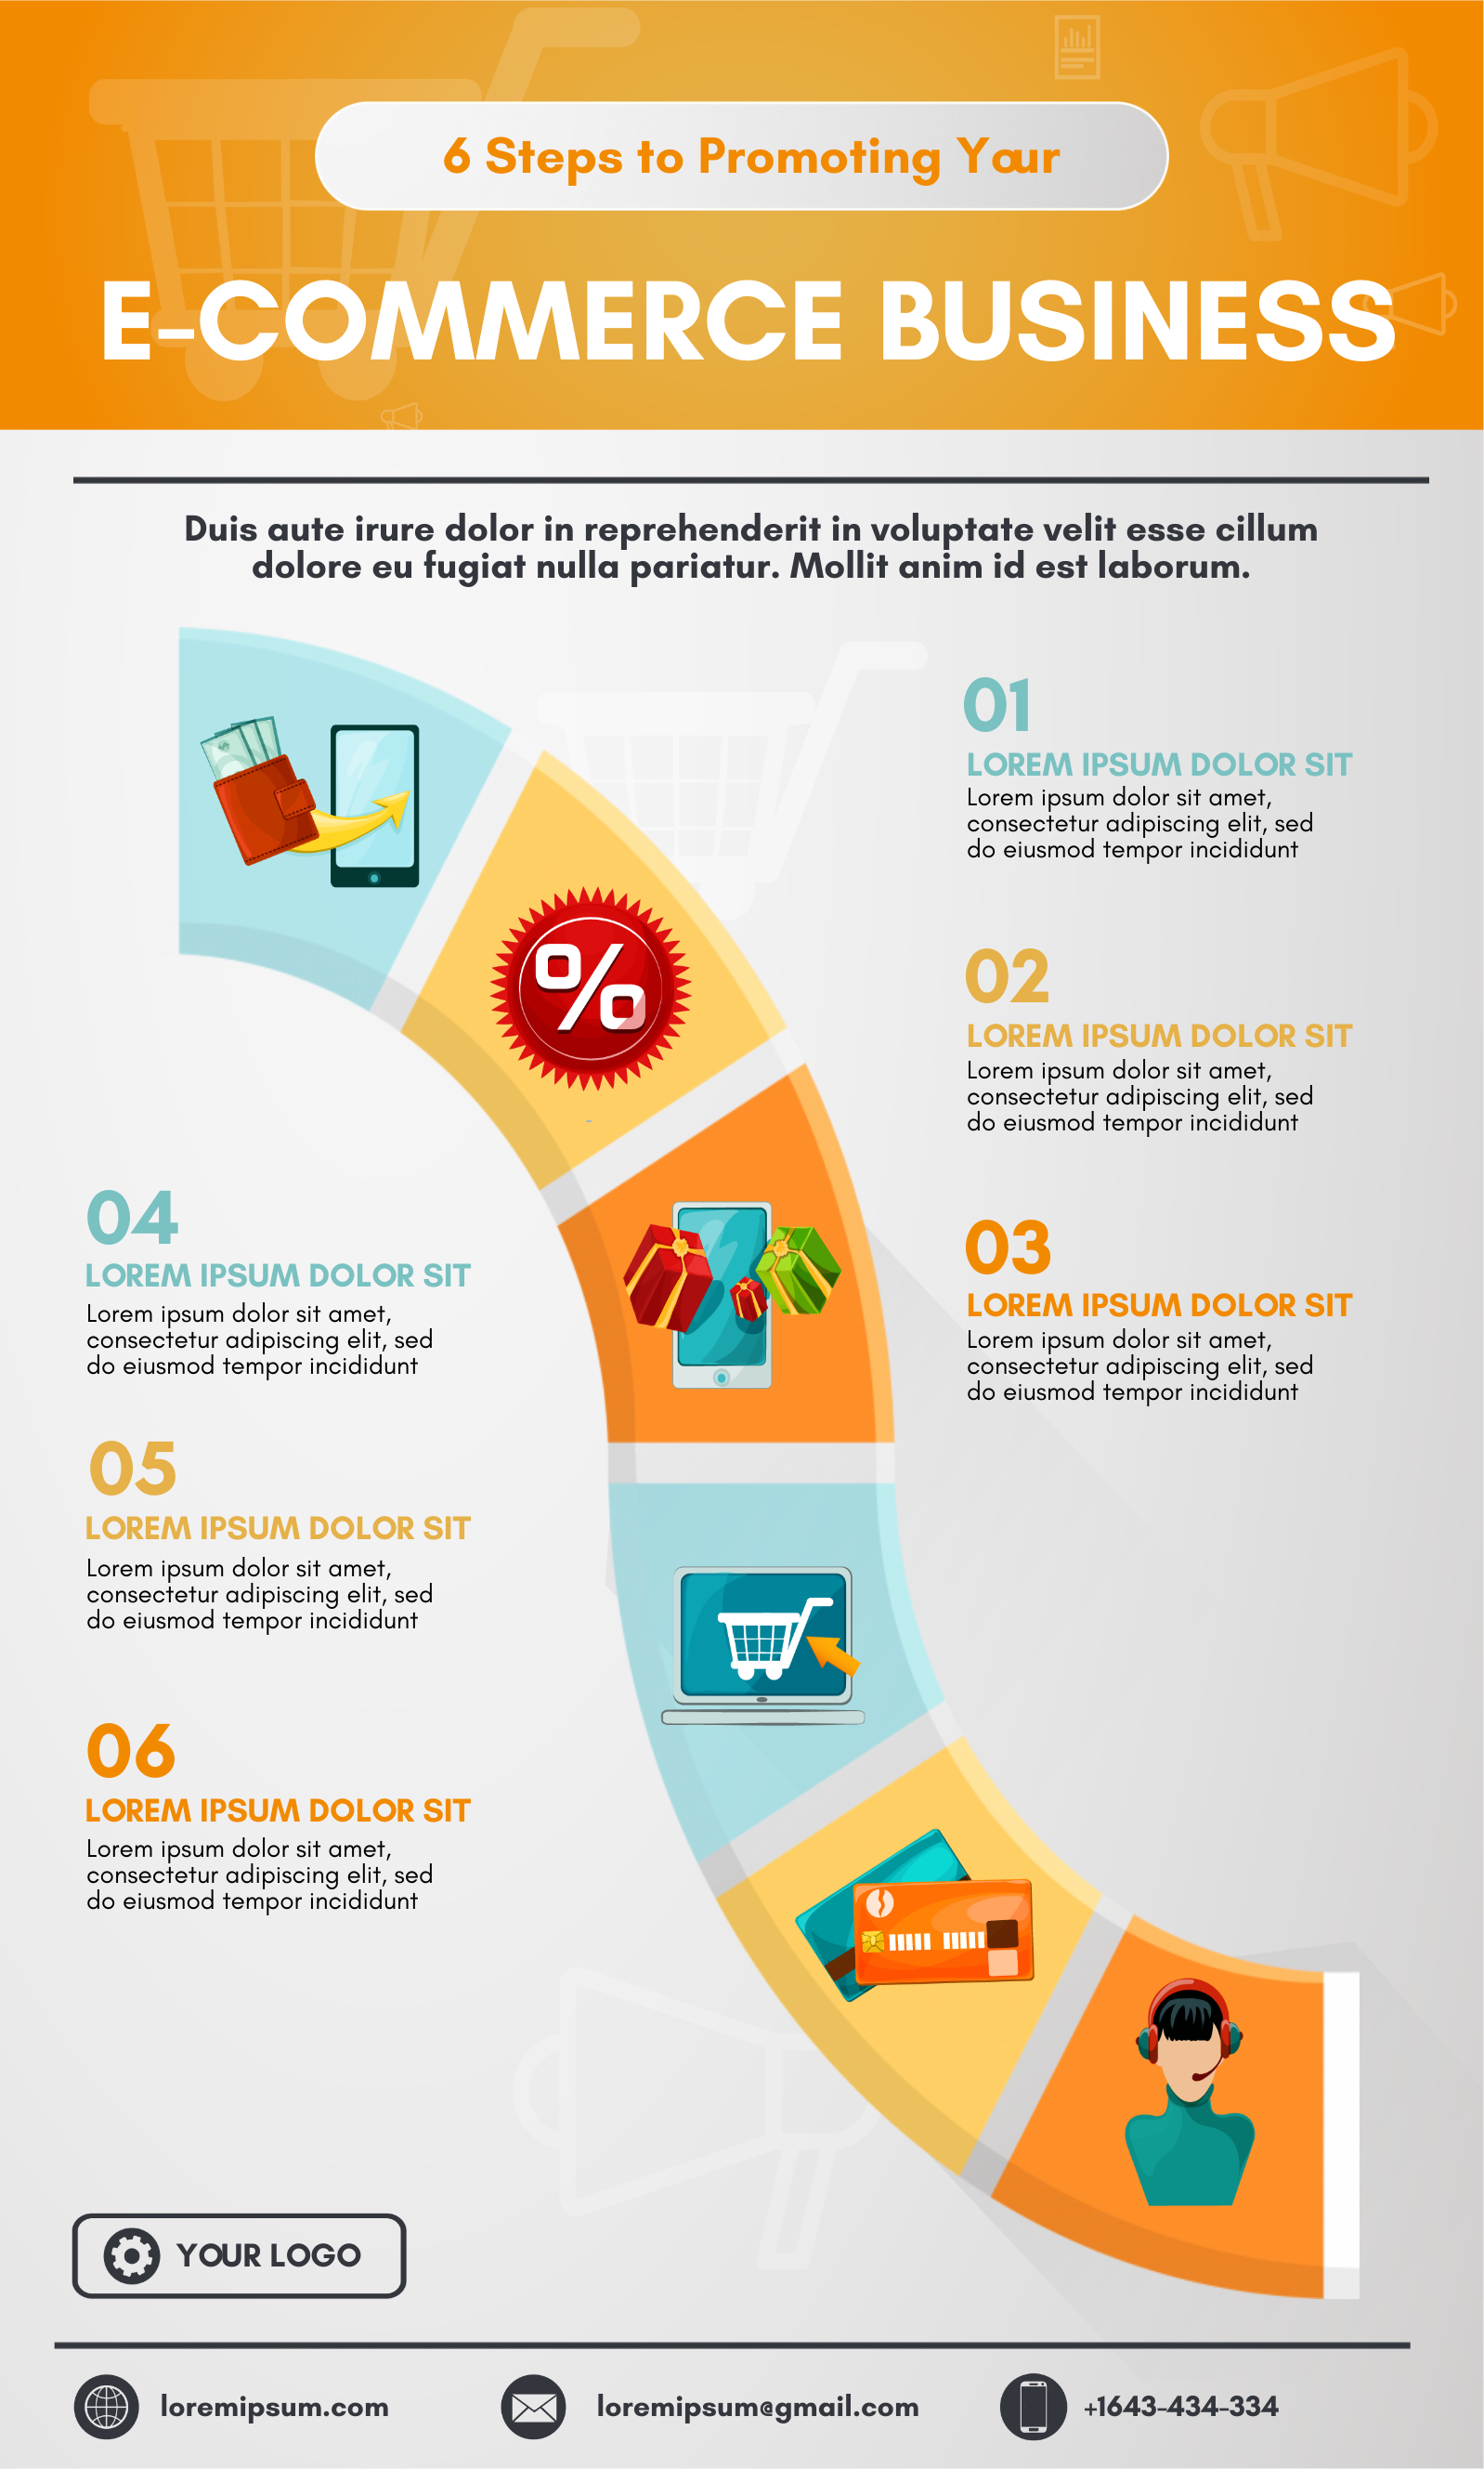 6 Steps to Promoting Your
E-COMMERCE BUSINESS
Duis aute irure dolor in reprehenderit in voluptate velit esse cillum
dolore eu fugiat nulla pariatur. Mollit anim id est laborum.
01
LOREM IPSUM DOLOR SIT
Lorem ipsum dolor sit amet,
consectetur adipiscing elit, sed
do eiusmod tempor incididunt
%
02
LOREM IPSUM DOLOR SIT
Lorem ipsum dolor sit amet,
consectetur adipiscing elit, sed
do eiusmod tempor incididunt
03
LOREM IPSUM DOLOR SIT
Lorem ipsum dolor sit amet,
consectetur adipiscing elit, sed
do eiusmod tempor incididunt
04
LOREM IPSUM DOLOR SIT
Lorem ipsum dolor sit amet,
consectetur adipiscing elit, sed
do eiusmod tempor incididunt
05
LOREM IPSUM DOLOR SIT
Lorem ipsum dolor sit amet,
consectetur adipiscing elit, sed
do eiusmod tempor incididunt
06
LOREM IPSUM DOLOR SIT
Lorem ipsum dolor sit amet,
consectetur adipiscing elit, sed
do eiusmod tempor incididunt
YOUR LOGO
loremipsum.com
loremipsum@gmail.com
+1643-434-334